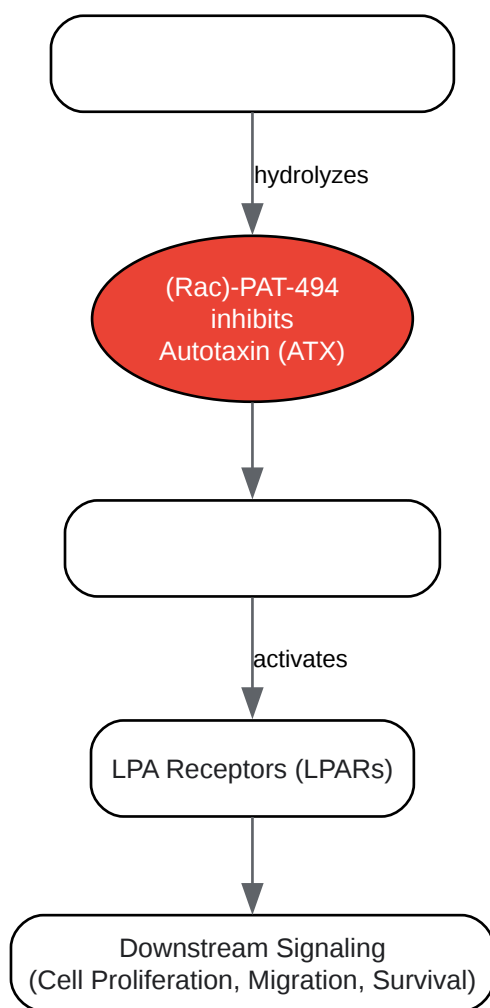 hydrolyzes
(Rac)-PAT-494
inhibits
Autotaxin (ATX)
activates
LPA Receptors (LPARs)
Downstream Signaling
(Cell Proliferation, Migration, Survival)